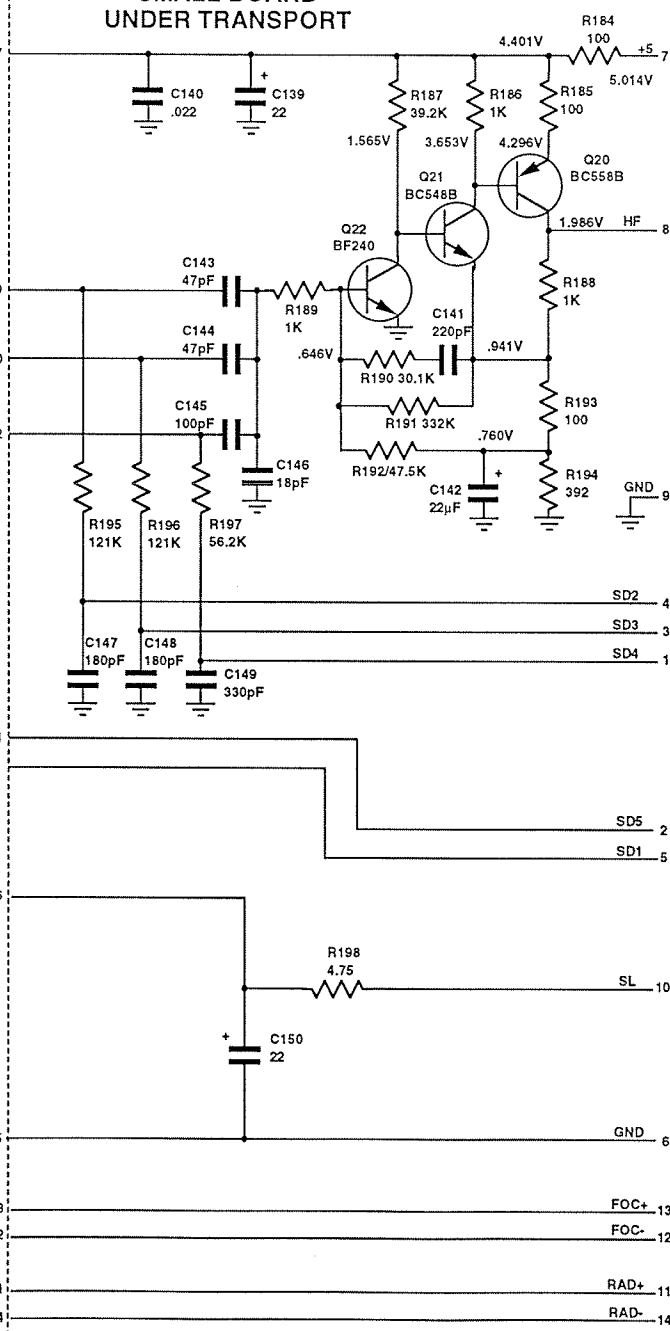 UNDER TRANSPORT
R184
100
4.401V
+5
7
5.014V
C140
.022
+
C139
22
R187
39.2K
R186
1K
R185
100
1.565V
3.653V
4.296V
Q20
BC558B
Q21
BC548B
Q22
BF240
1.986V
HF
8
C143
47pF
R188
1K
R189
1K
C141
220pF
C144
47pF
.646V
.941V
R190 30.1K
C145
100pF
R191 332K
R193
100
.760V
R192/47.5K
C146
18pF
+
C142
22µF
R194
392
GND
9
R195
121K
R196
121K
R197
56.2K
SD2
4
SD3
3
SD4
1
C147
180pF
C148
180pF
C149
330pF
SD5
2
SD1
5
R198
4.75
SL
10
+
C150
22
GND
6
FOC+
13
FOC-
12
RAD+
11
RAD-
14